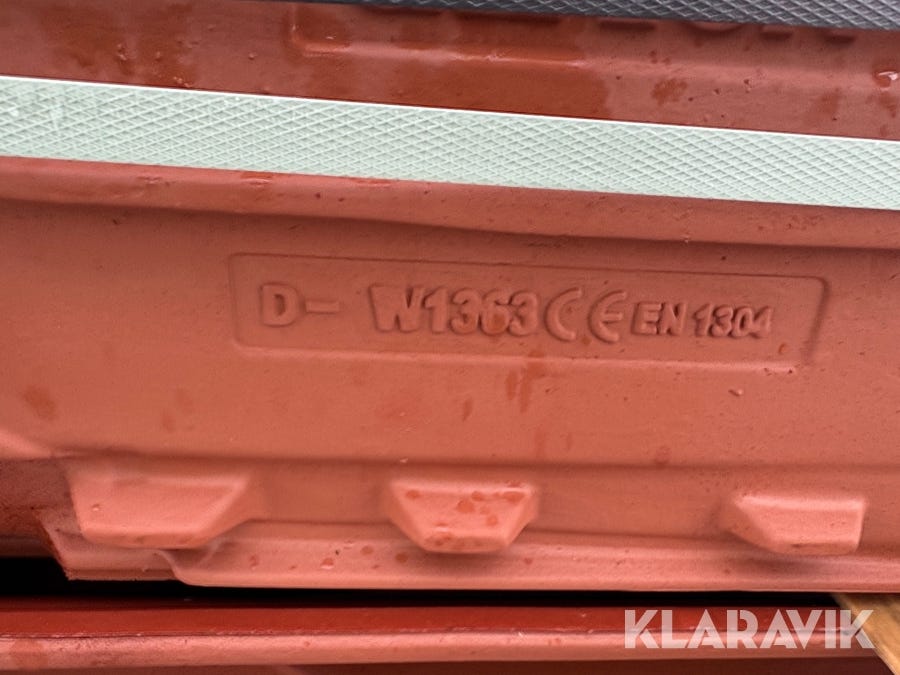 D- W1363 CE EN 1304
KLARAVIK